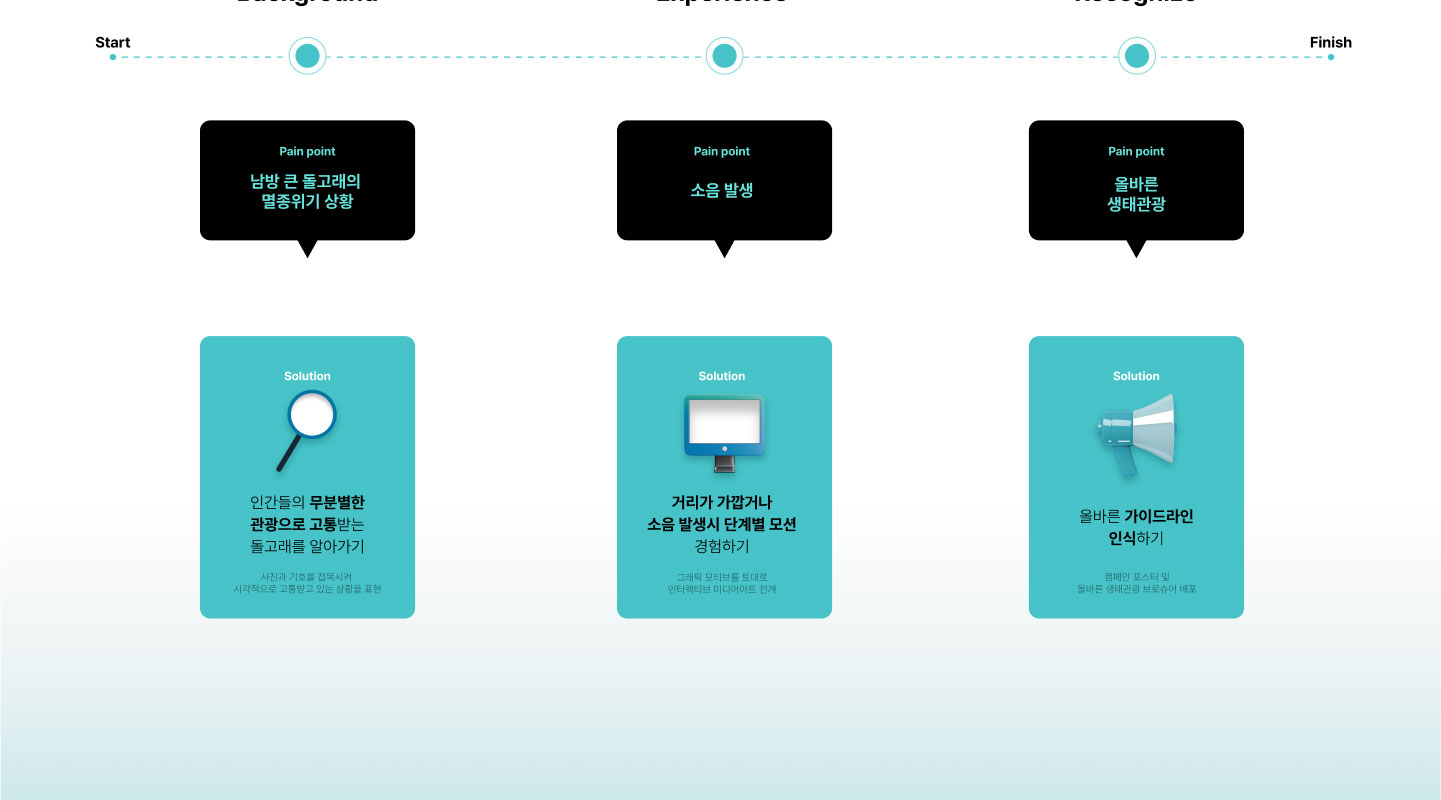 Background
Experience
Recognize
Start
Finish
Pain point
남방 큰 돌고래의
멸종위기 상황
Pain point
소음 발생
Pain point
올바른
생태관광
Solution
인간들의 무분별한
관광으로 고통받는
돌고래를 알아가기
사진과 기호를 접목시켜
시각적으로 고통받고 있는 상황을 표현
Solution
거리가 가깝거나
소음 발생시 단계별 모션
경험하기
그래픽 모티브를 토대로
인터랙티브 미디어아트 전개
Solution
올바른 가이드라인
인식하기
캠페인 포스터 및
올바른 생태관광 브로슈어 배포